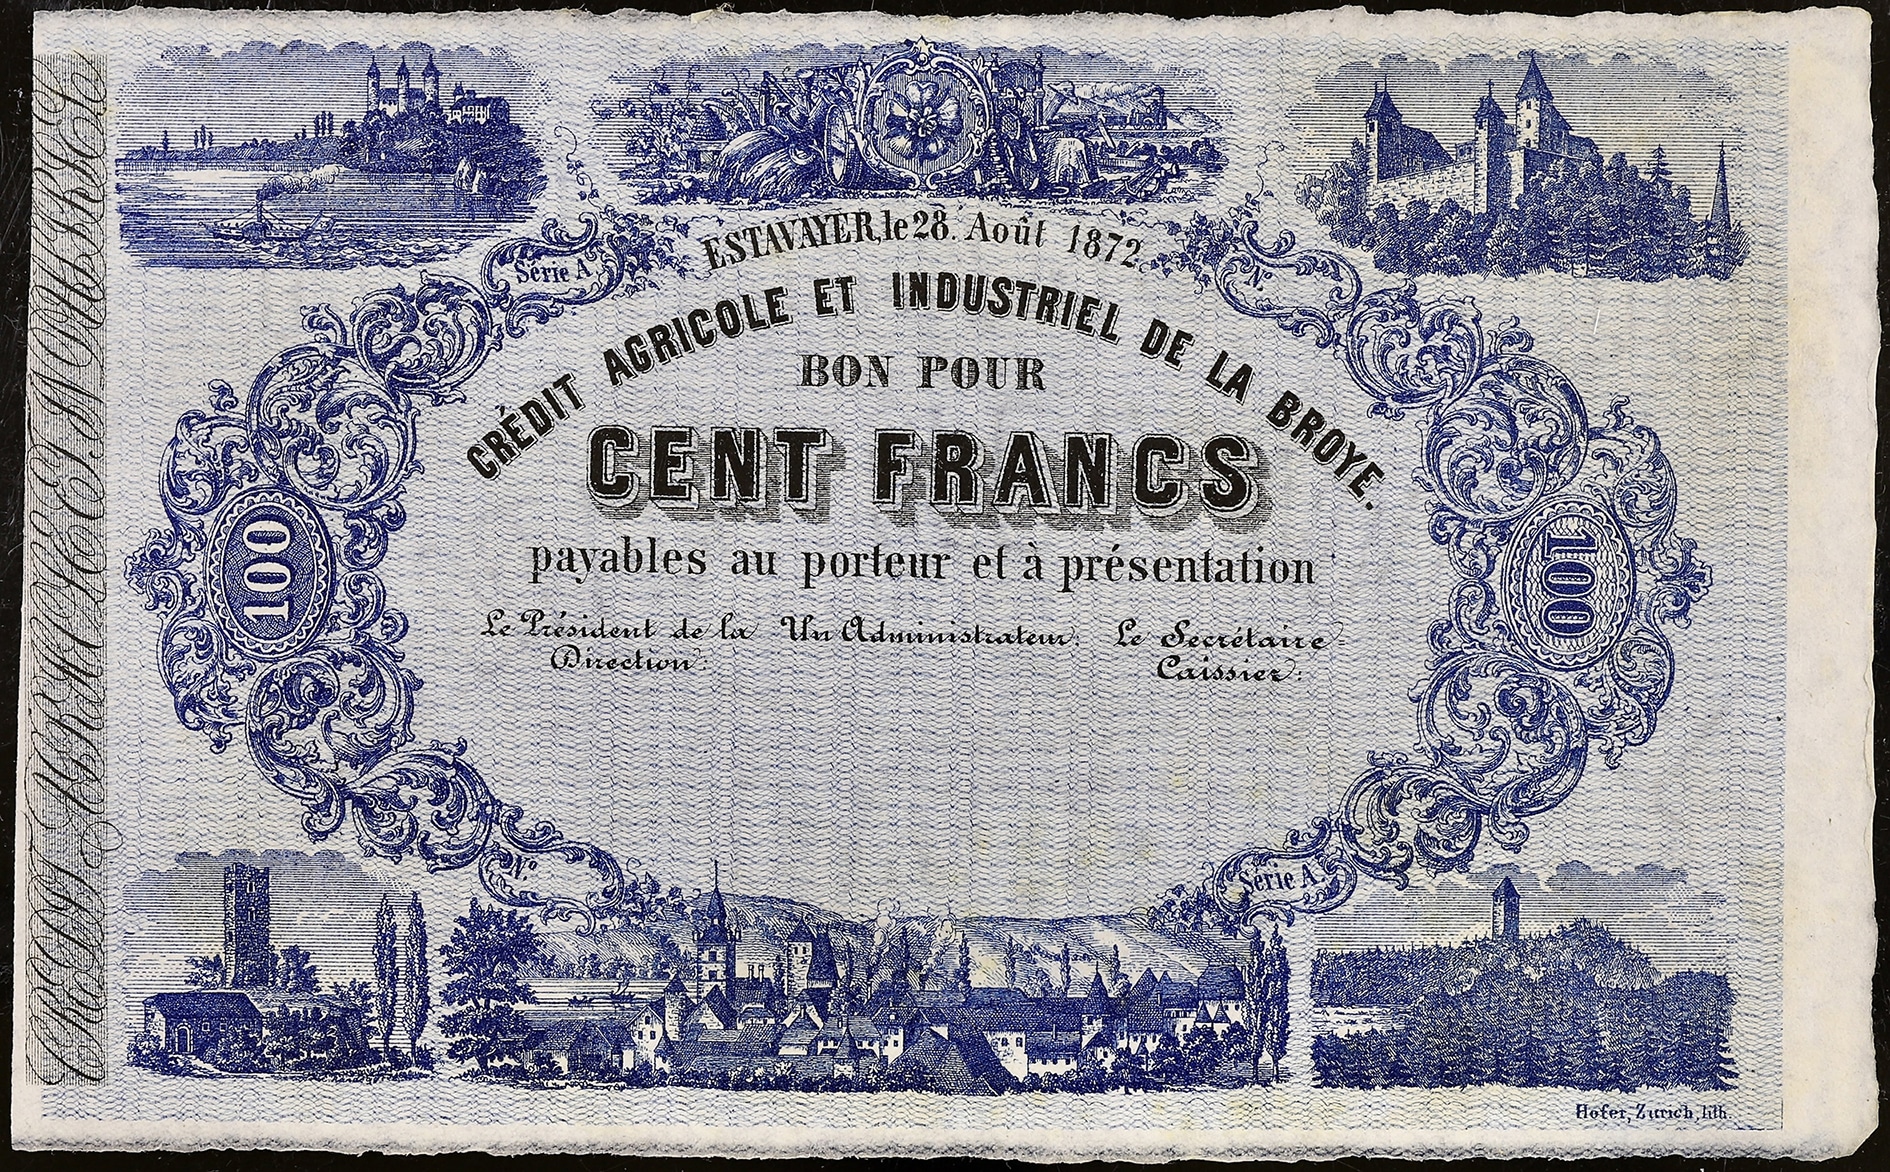 ESTAVAYER, le 28. Août 1872.
Série A.
N.
CRÉDIT AGRICOLE ET INDUSTRIEL DE LA BROYE.
BON POUR
CENT FRANCS
payables au porteur et à présentation
Le Président de la Direction:
Un Administrateur:
Le Secrétaire Caissier:
100
100
N.º
Série A.
Hofer, Zurich, lith.